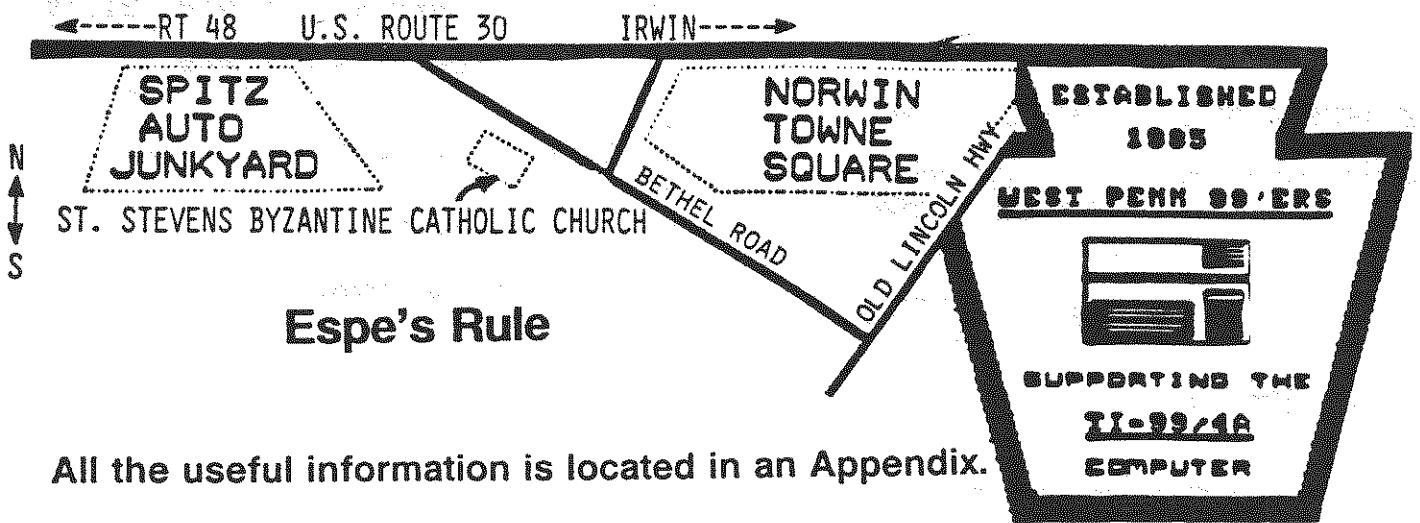 <-----RT 48 U.S. ROUTE 30 IRWIN----->
SPITZ
AUTO
JUNKYARD
NORWIN
TOWNE
SQUARE
N
S
ST. STEVENS BYZANTINE CATHOLIC CHURCH
BETHEL ROAD
OLD LINCOLN HWY
ESTABLISHED
1985
WEST PENN 99'ERS
SUPPORTING THE
TI-99/4A
COMPUTER
Espe's Rule
All the useful information is located in an Appendix.